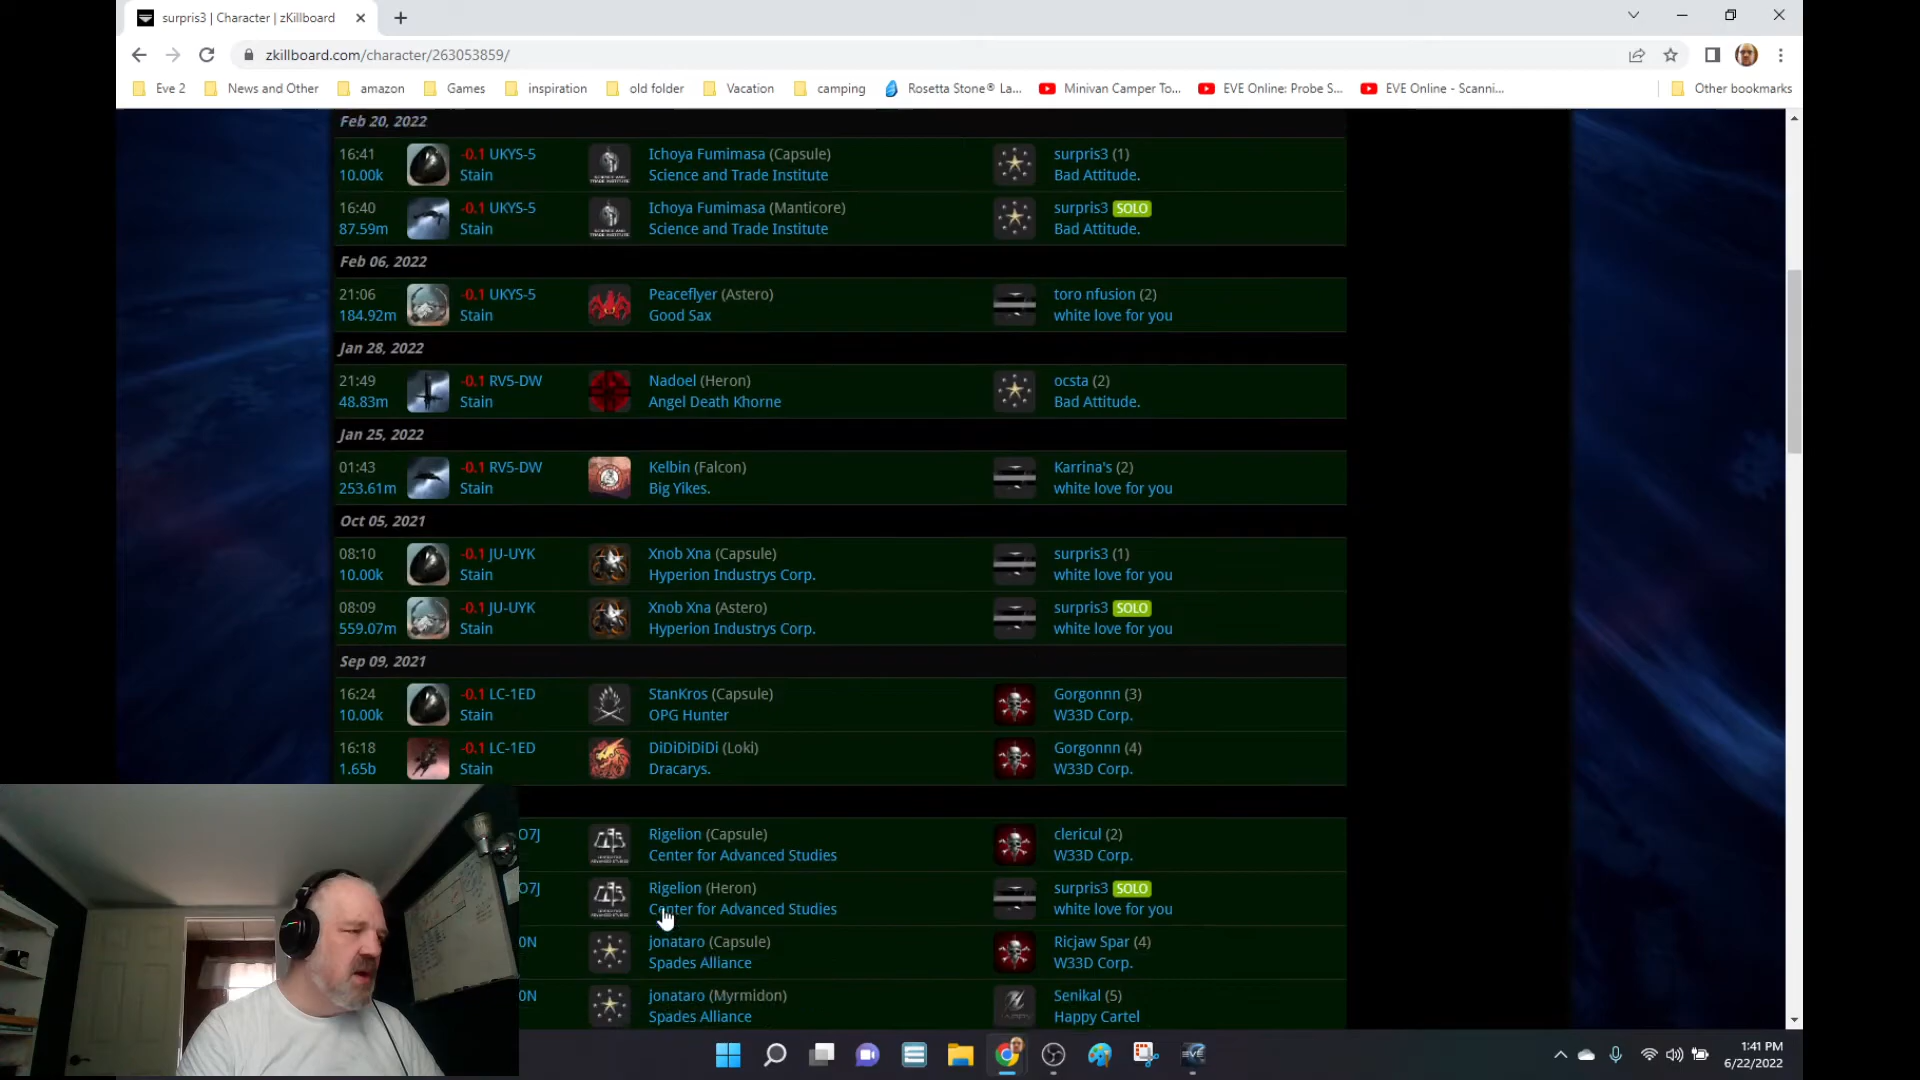 surpris3 | Character | zKillboard
zkillboard.com/character/263053859/
Eve 2 News and Other amazon Games inspiration old folder Vacation camping Rosetta Stone® La... Minivan Camper To... EVE Online: Probe S... EVE Online - Scanni... Other bookmarks
Feb 20, 2022
16:41 -0.1 UKYS-5 Ichoya Fumimasa (Capsule) surpris3 (1)
10.00k Stain Science and Trade Institute Bad Attitude.
16:40 -0.1 UKYS-5 Ichoya Fumimasa (Manticore) surpris3 SOLO
87.59m Stain Science and Trade Institute Bad Attitude.
Feb 06, 2022
21:06 -0.1 UKYS-5 Peaceflyer (Astero) toro nfusion (2)
184.92m Stain Good Sax white love for you
Jan 28, 2022
21:49 -0.1 RV5-DW Nadoel (Heron) ocsta (2)
48.83m Stain Angel Death Khorne Bad Attitude.
Jan 25, 2022
01:43 -0.1 RV5-DW Kelbin (Falcon) Karrina's (2)
253.61m Stain Big Yikes. white love for you
Oct 05, 2021
08:10 -0.1 JU-UYK Xnob Xna (Capsule) surpris3 (1)
10.00k Stain Hyperion Industrys Corp. white love for you
08:09 -0.1 JU-UYK Xnob Xna (Astero) surpris3 SOLO
559.07m Stain Hyperion Industrys Corp. white love for you
Sep 09, 2021
16:24 -0.1 LC-1ED StanKros (Capsule) Gorgonnn (3)
10.00k Stain OPG Hunter W33D Corp.
16:18 -0.1 LC-1ED DiDiDiDiDi (Loki) Gorgonnn (4)
1.65b Stain Dracarys. W33D Corp.
O7J Rigelion (Capsule) clericul (2)
Center for Advanced Studies W33D Corp.
O7J Rigelion (Heron) surpris3 SOLO
Center for Advanced Studies white love for you
0N jonataro (Capsule) Ricjaw Spar (4)
Spades Alliance W33D Corp.
0N jonataro (Myrmidon) Senikal (5)
Spades Alliance Happy Cartel
1:41 PM
6/22/2022